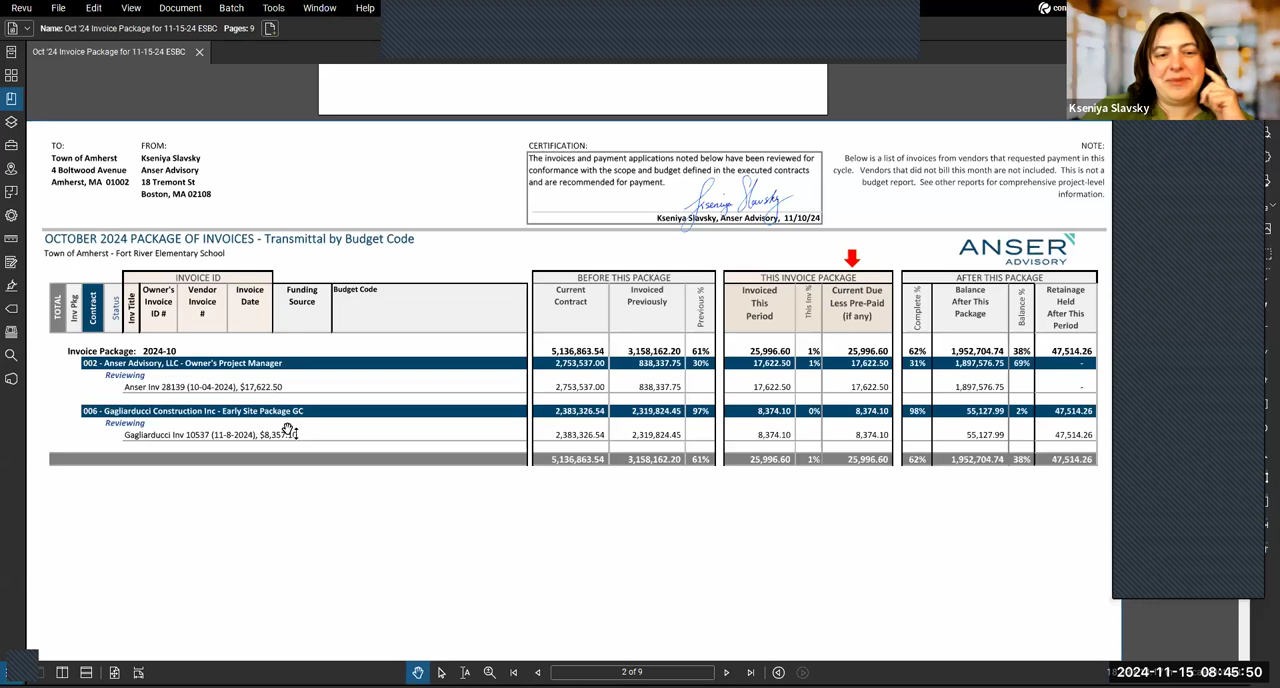 Revu File Edit View Document Batch Tools Window Help
Name: Oct '24 Invoice Package for 11-15-24 ESBC Pages: 9
Oct '24 Invoice Package for 11-15-24 ESBC
Kseniya Slavsky
TO: FROM: CERTIFICATION: NOTE:
Town of Amherst Kseniya Slavsky The invoices and payment applications noted below have been reviewed for Below is a list of invoices from vendors that requested payment in this
4 Boltwood Avenue Anser Advisory conformance with the scope and budget defined in the executed contracts cycle. Vendors that did not bill this month are not included. This is not a
Amherst, MA 01002 18 Tremont St and are recommended for payment. budget report. See other reports for comprehensive project-level
Boston, MA 02108 information.
Kseniya Slavsky
Kseniya Slavsky, Anser Advisory, 11/10/24
OCTOBER 2024 PACKAGE OF INVOICES - Transmittal by Budget Code
Town of Amherst - Fort River Elementary School
ANSER
ADVISORY
INVOICE ID BEFORE THIS PACKAGE THIS INVOICE PACKAGE AFTER THIS PACKAGE
TOTAL Inv Pkg Contract Status Inv Title Owner's Invoice ID # Vendor Invoice # Invoice Date Funding Source Budget Code Current Contract Invoiced Previously Previous % Invoiced This Period This Inv % Current Due Less Pre-Paid (if any) Complete % Balance After This Package Balance % Retainage Held After This Period
Invoice Package: 2024-10 5,136,863.54 3,158,162.20 61% 25,996.60 1% 25,996.60 62% 1,952,704.74 38% 47,514.26
002 - Anser Advisory, LLC - Owner's Project Manager 2,753,537.00 838,337.75 30% 17,622.50 1% 17,622.50 31% 1,897,576.75 69% -
Reviewing
Anser Inv 28139 (10-04-2024), $17,622.50 2,753,537.00 838,337.75 17,622.50 17,622.50 1,897,576.75 -
006 - Gagliarducci Construction Inc - Early Site Package GC 2,383,326.54 2,319,824.45 97% 8,374.10 0% 8,374.10 98% 55,127.99 2% 47,514.26
Reviewing
Gagliarducci Inv 10537 (11-8-2024), 2,383,326.54 2,319,824.45 8,374.10 8,374.10 55,127.99 47,514.26
5,136,863.54 3,158,162.20 61% 25,996.60 1% 25,996.60 62% 1,952,704.74 38% 47,514.26
2 of 9
2024-11-15 08:45:50